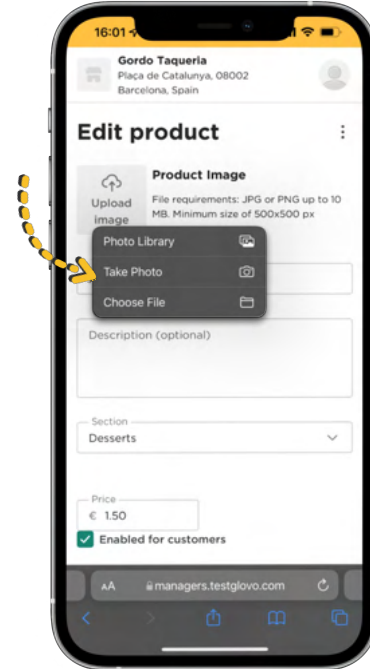 16:01
Gordo Taqueria
Plaça de Catalunya, 08002
Barcelona, Spain
Edit product
Upload
image
Product Image
File requirements: JPG or PNG up to 10
MB. Minimum size of 500x500 px
Photo Library
Take Photo
Choose File
Description (optional)
Section
Desserts
Price
€ 1.50
Enabled for customers
AA
managers.testglovo.com